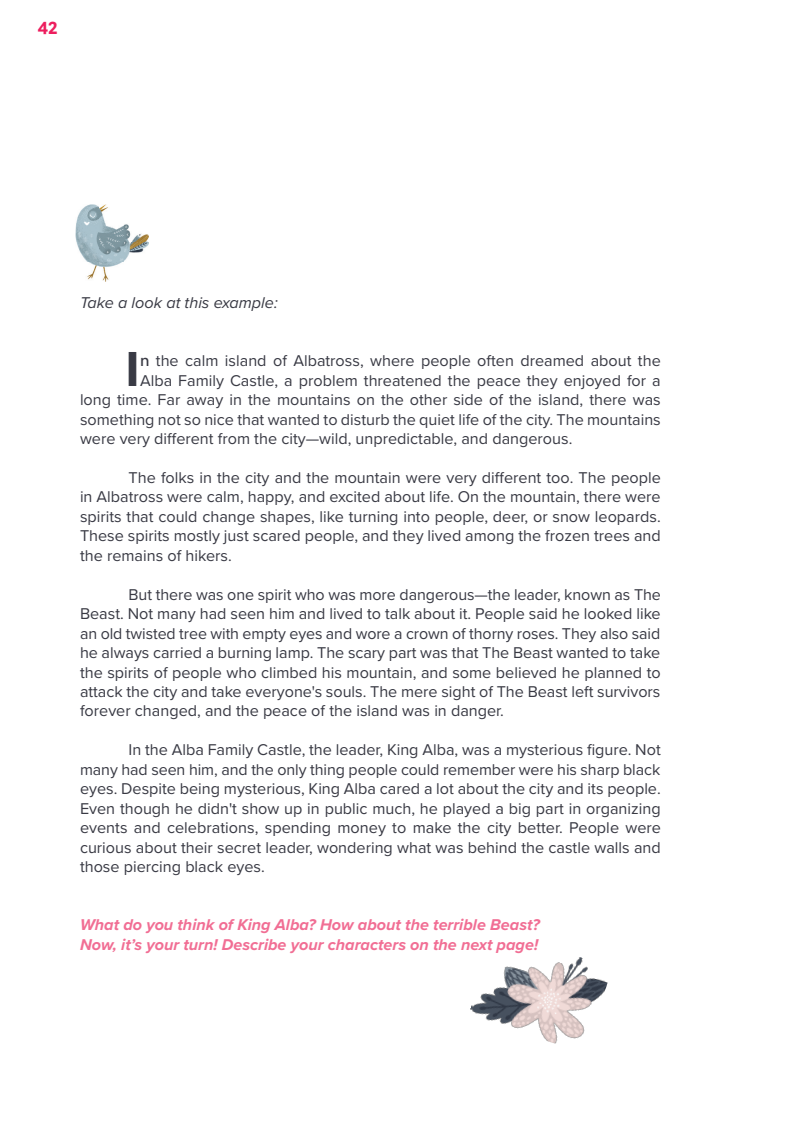 42
Take a look at this example:
In the calm island of Albatross, where people often dreamed about the
Alba Family Castle, a problem threatened the peace they enjoyed for a
long time. Far away in the mountains on the other side of the island, there was
something not so nice that wanted to disturb the quiet life of the city. The mountains
were very different from the city—wild, unpredictable, and dangerous.
The folks in the city and the mountain were very different too. The people
in Albatross were calm, happy, and excited about life. On the mountain, there were
spirits that could change shapes, like turning into people, deer, or snow leopards.
These spirits mostly just scared people, and they lived among the frozen trees and
the remains of hikers.
But there was one spirit who was more dangerous—the leader, known as The
Beast. Not many had seen him and lived to talk about it. People said he looked like
an old twisted tree with empty eyes and wore a crown of thorny roses. They also said
he always carried a burning lamp. The scary part was that The Beast wanted to take
the spirits of people who climbed his mountain, and some believed he planned to
attack the city and take everyone's souls. The mere sight of The Beast left survivors
forever changed, and the peace of the island was in danger.
In the Alba Family Castle, the leader, King Alba, was a mysterious figure. Not
many had seen him, and the only thing people could remember were his sharp black
eyes. Despite being mysterious, King Alba cared a lot about the city and its people.
Even though he didn't show up in public much, he played a big part in organizing
events and celebrations, spending money to make the city better. People were
curious about their secret leader, wondering what was behind the castle walls and
those piercing black eyes.
What do you think of King Alba? How about the terrible Beast?
Now, it's your turn! Describe your characters on the next page!